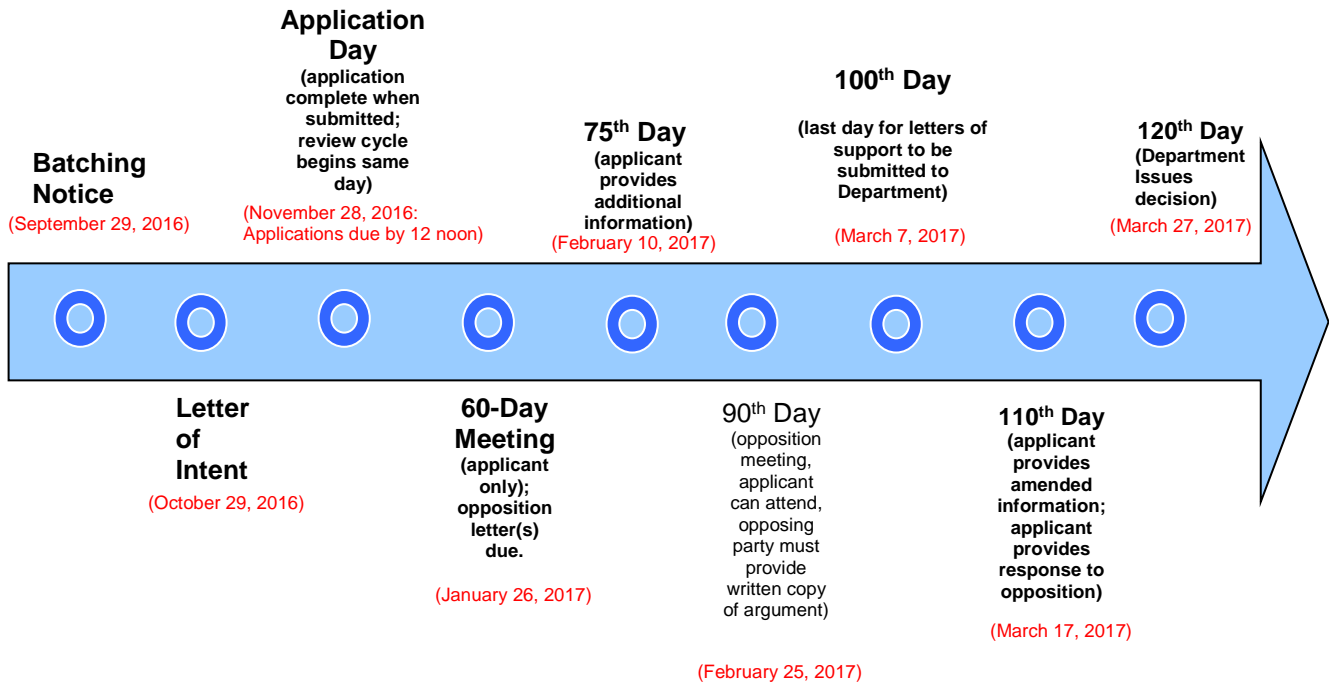 Batching
Notice
(September 29, 2016)
Letter
of
Intent
(October 29, 2016)
Application
Day
(application
complete when
submitted;
review cycle
begins same
day)
(November 28, 2016:
Applications due by 12 noon)
60-Day
Meeting
(applicant
only);
opposition
letter(s)
due.
(January 26, 2017)
75th Day
(applicant
provides
additional
information)
(February 10, 2017)
90th Day
(opposition
meeting,
applicant
can attend,
opposing
party must
provide
written copy
of argument)
(February 25, 2017)
100th Day
(last day for letters of
support to be
submitted to
Department)
(March 7, 2017)
110th Day
(applicant
provides
amended
information;
applicant
provides
response to
opposition)
(March 17, 2017)
120th Day
(Department
Issues
decision)
(March 27, 2017)